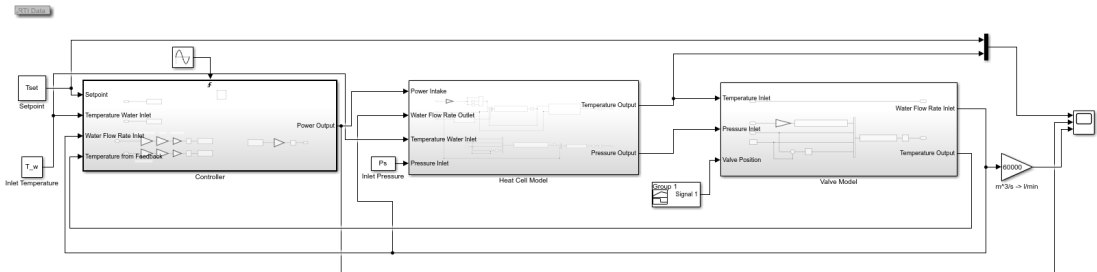 RTI Data
Tset
Setpoint
T_w
Inlet Temperature
Setpoint
Temperature Water Inlet
Water Flow Rate Inlet
Temperature from Feedback
Power Output
Controller
Ps
Inlet Pressure
Power Intake
Water Flow Rate Outlet
Temperature Water Inlet
Pressure Inlet
Temperature Output
Pressure Output
Heat Cell Model
Group 1
Signal 1
Temperature Inlet
Pressure Inlet
Valve Position
Water Flow Rate Inlet
Temperature Output
Valve Model
60000
m^3/s -> l/min